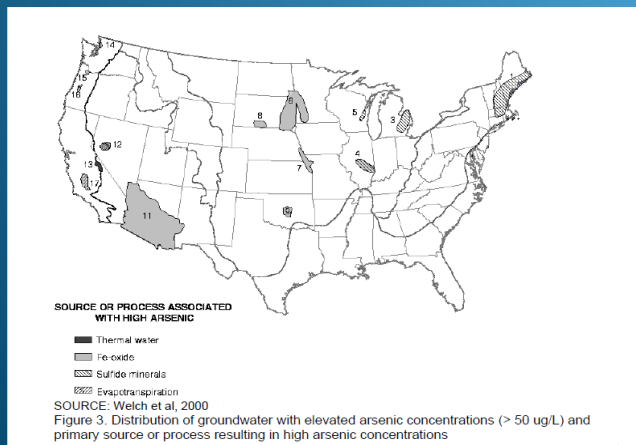 14
1
15
16
8
6
5
3
12
4
13
7
17
11
SOURCE OR PROCESS ASSOCIATED
WITH HIGH ARSENIC
Thermal water
Fe-oxide
Sulfide minerals
Evapotranspiration
SOURCE: Welch et al, 2000
Figure 3. Distribution of groundwater with elevated arsenic concentrations (> 50 ug/L) and
primary source or process resulting in high arsenic concentrations